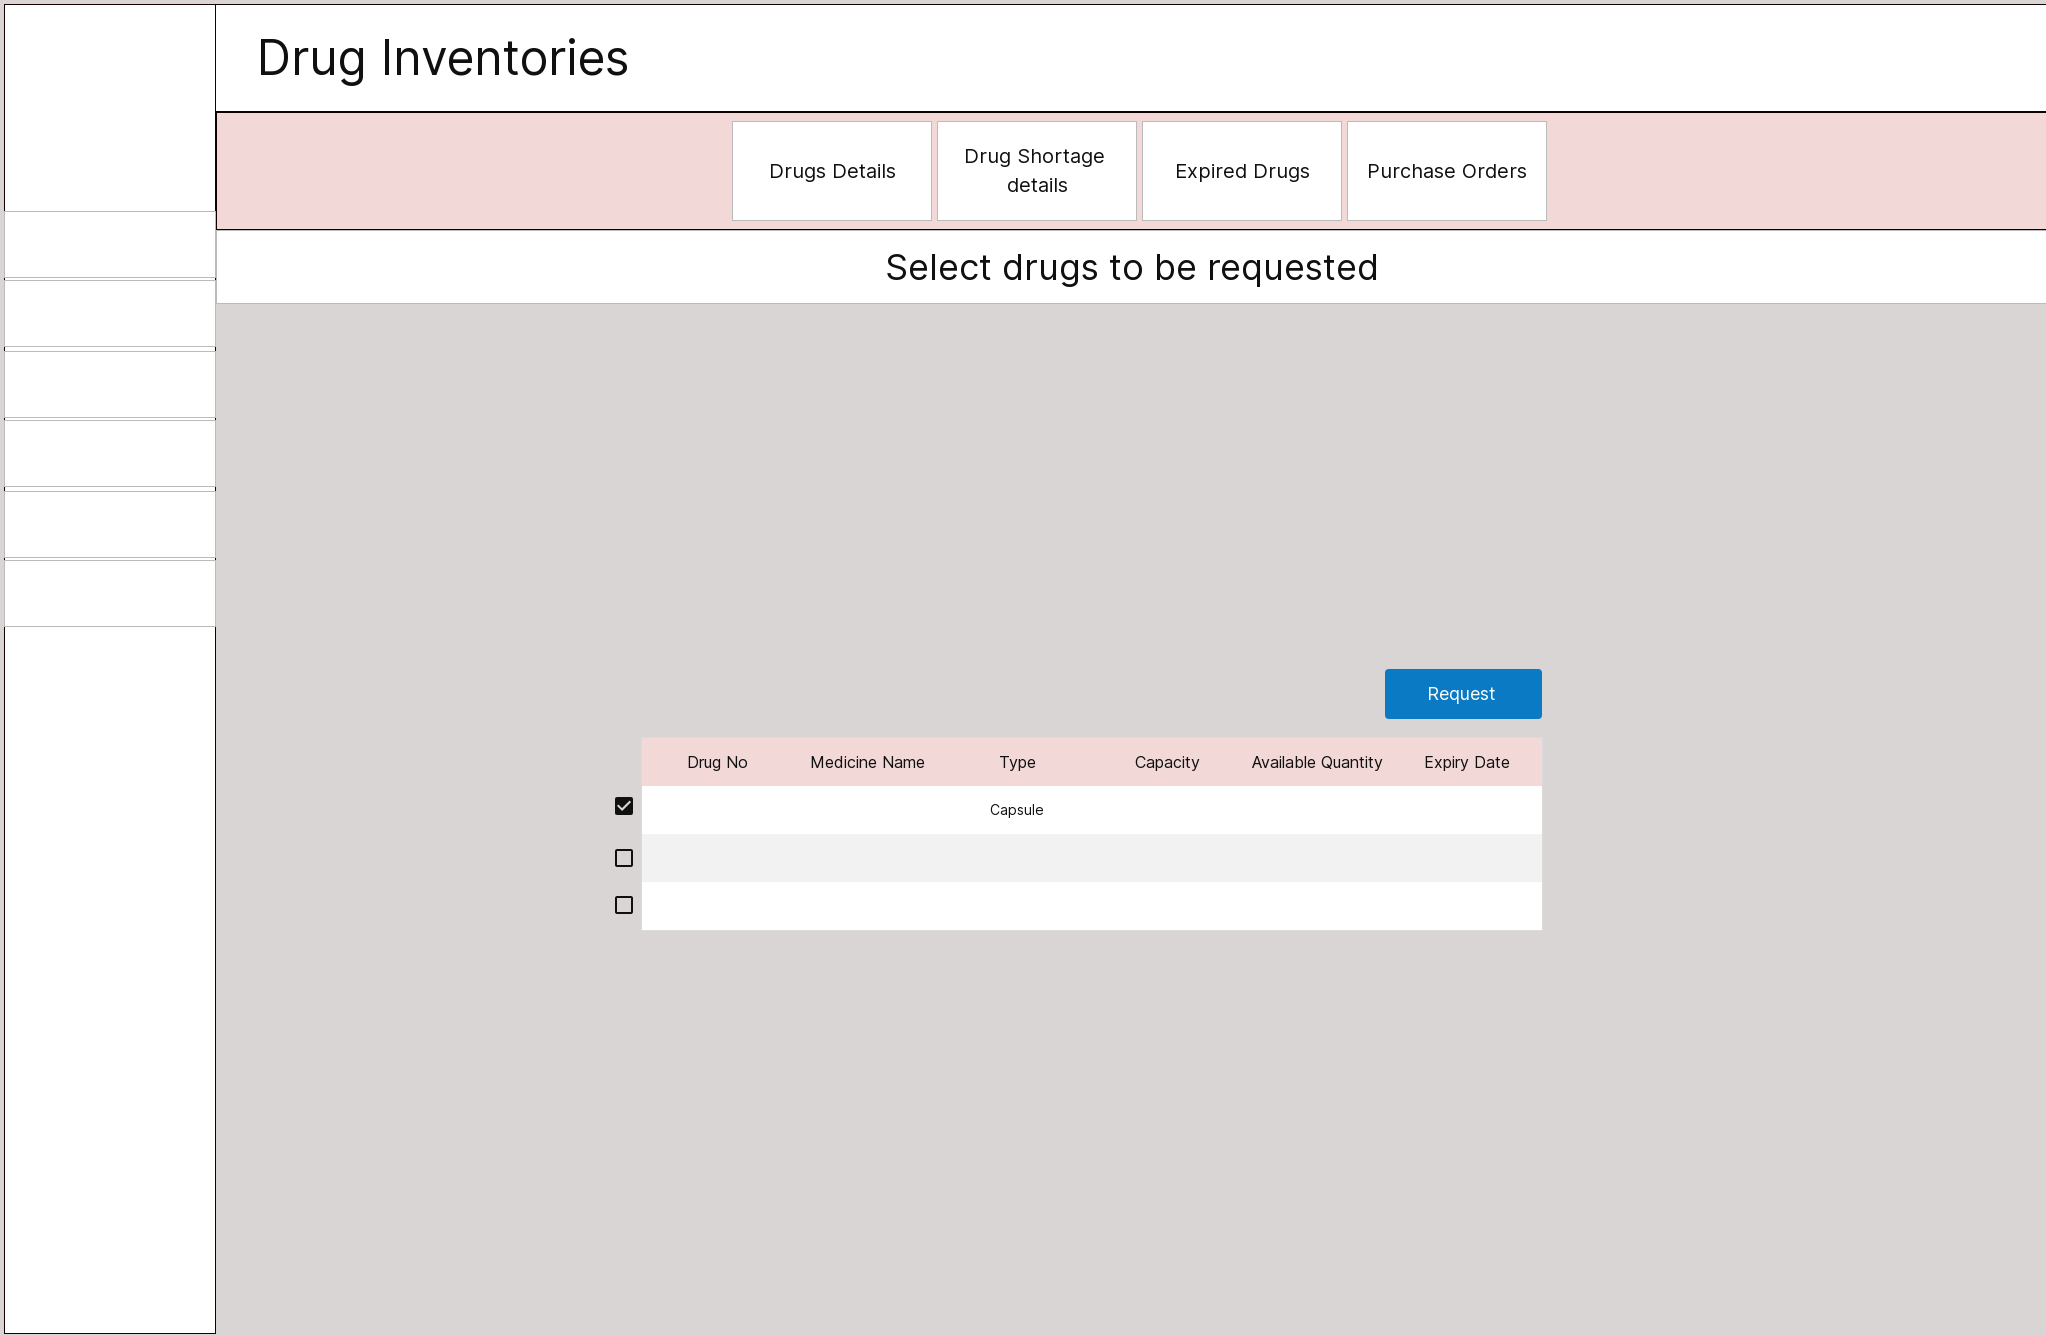 Drug Inventories
Drugs Details
Drug Shortage
details
Expired Drugs
Purchase Orders
Select drugs to be requested
Request
Drug No Medicine Name Type Capacity Available Quantity Expiry Date
Capsule